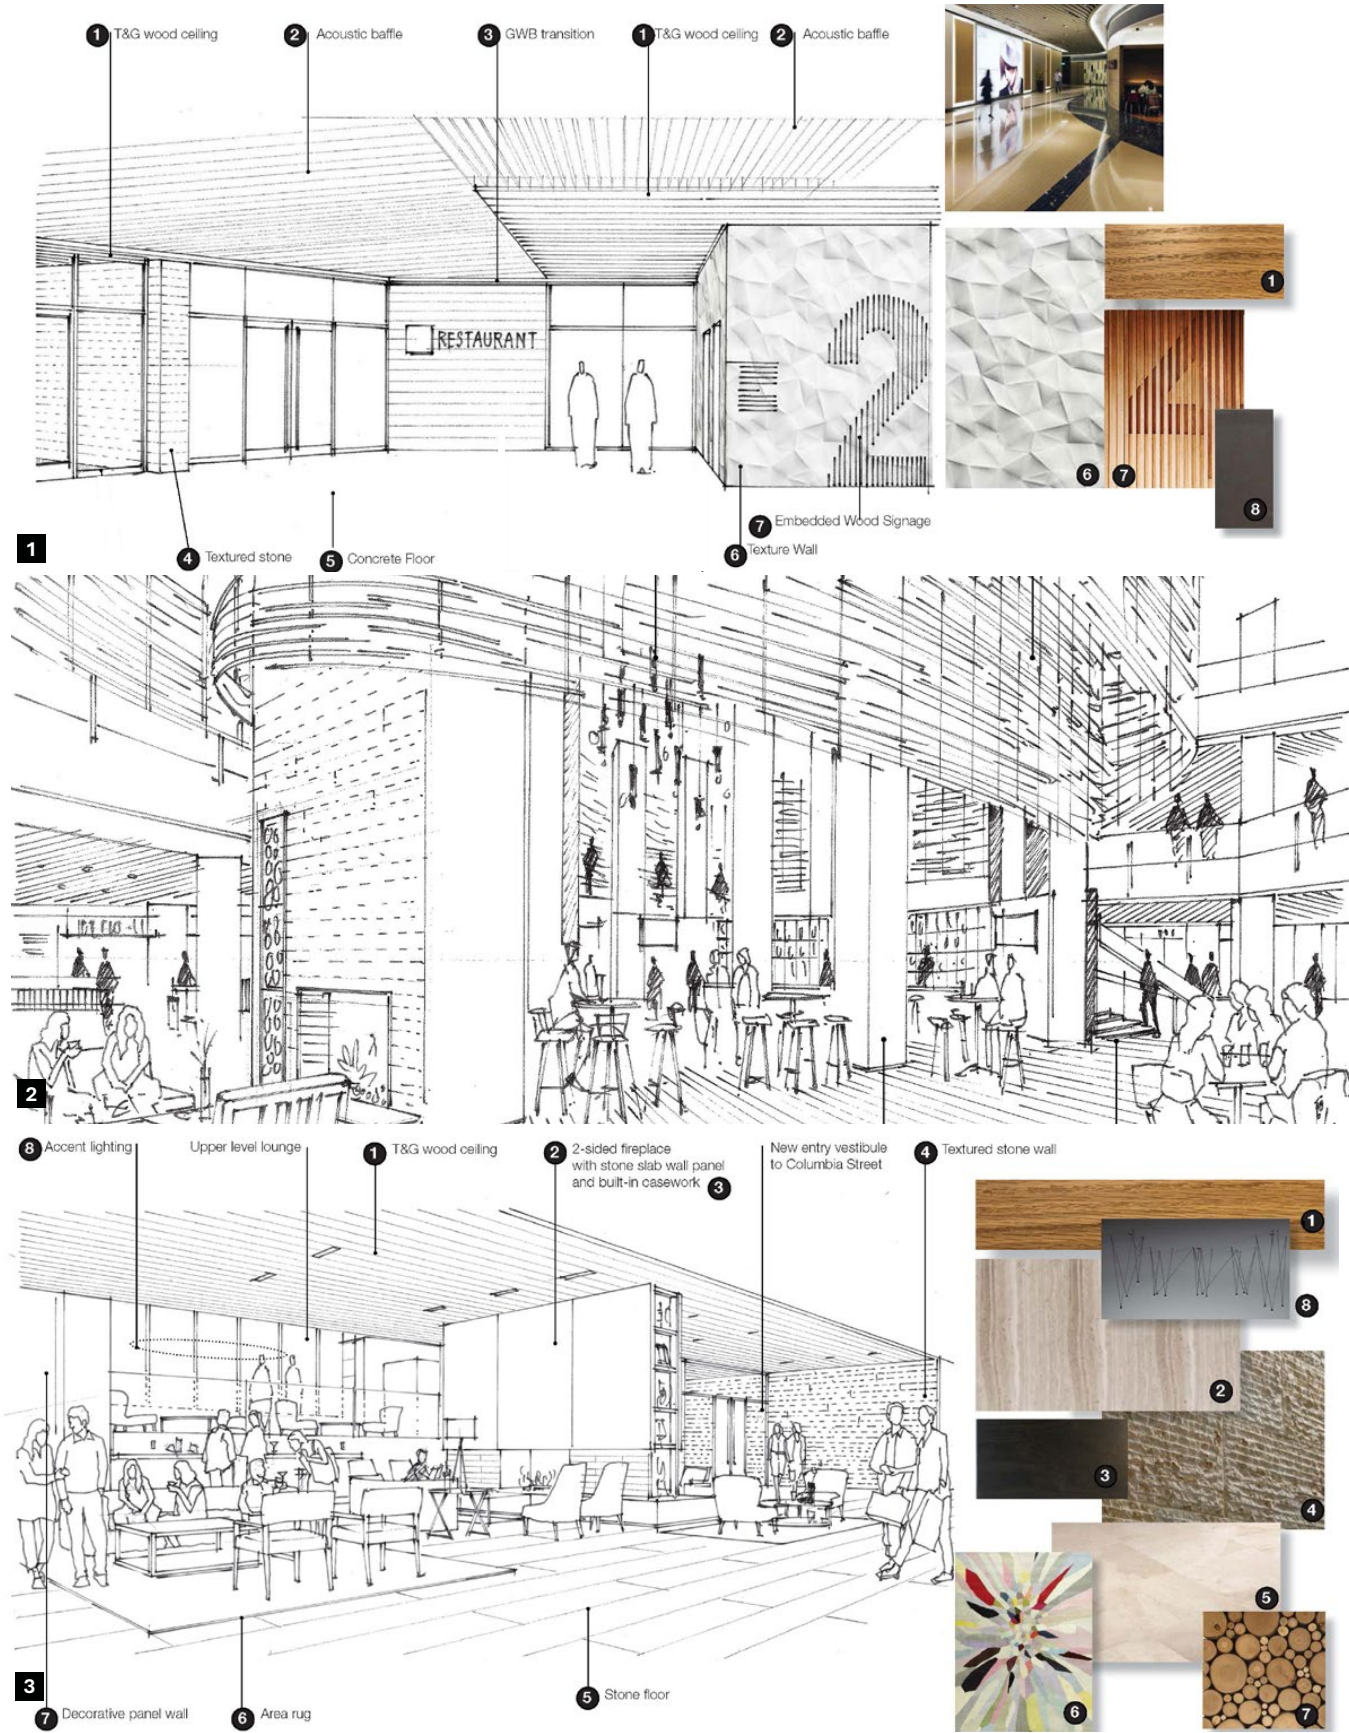 1 T&G wood ceiling
2 Acoustic baffle
3 GWB transition
1 T&G wood ceiling
2 Acoustic baffle
RESTAURANT
E
2
1
6
7
8
7 Embedded Wood Signage
6 Texture Wall
4 Textured stone
5 Concrete Floor
1
2
8 Accent lighting
Upper level lounge
1 T&G wood ceiling
2 2-sided fireplace
with stone slab wall panel
and built-in casework 3
New entry vestibule
to Columbia Street
4 Textured stone wall
1
8
2
3
4
5
6
7
3
7 Decorative panel wall
6 Area rug
5 Stone floor